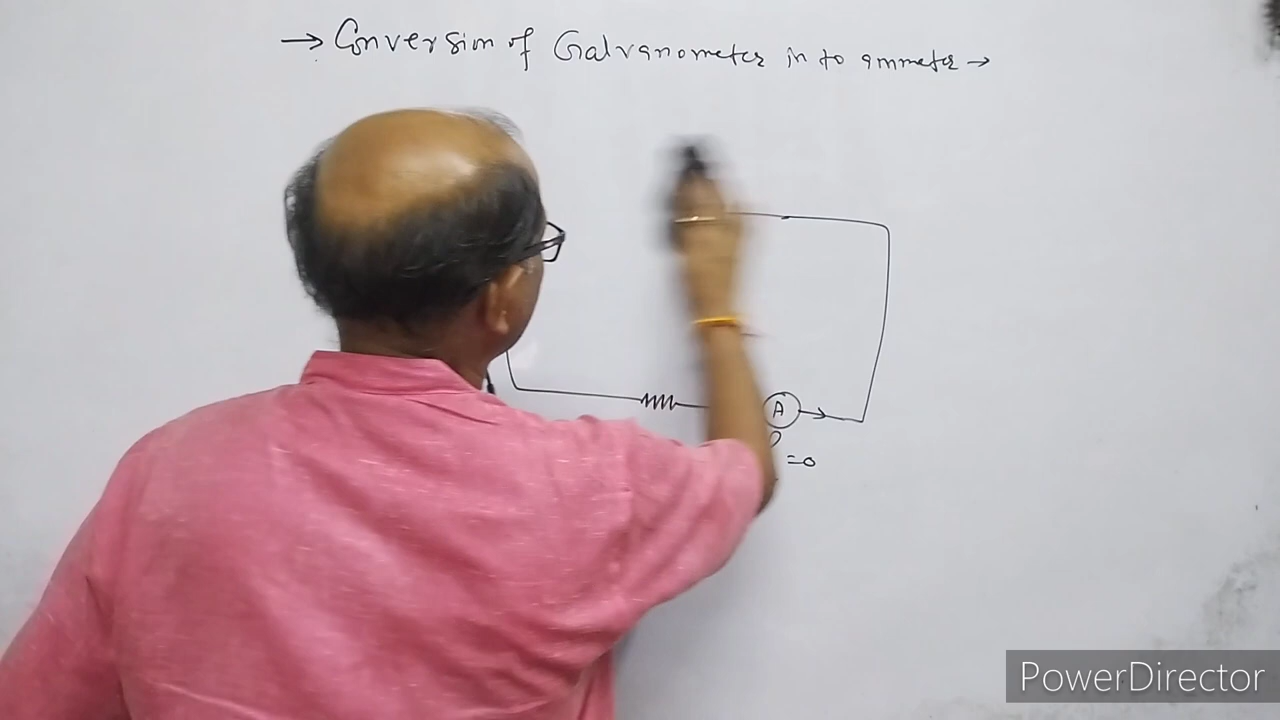 → Conversion of Galvanometer in to ammeter →
A
=0
PowerDirector